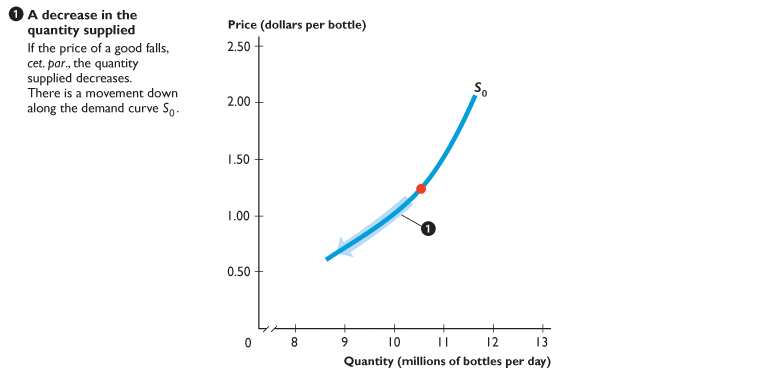 1 A decrease in the
quantity supplied
If the price of a good falls,
cet. par., the quantity
supplied decreases.
There is a movement down
along the demand curve S0.
Price (dollars per bottle)
2.50
2.00
1.50
1.00
0.50
0
S0
1
8 9 10 11 12 13
Quantity (millions of bottles per day)